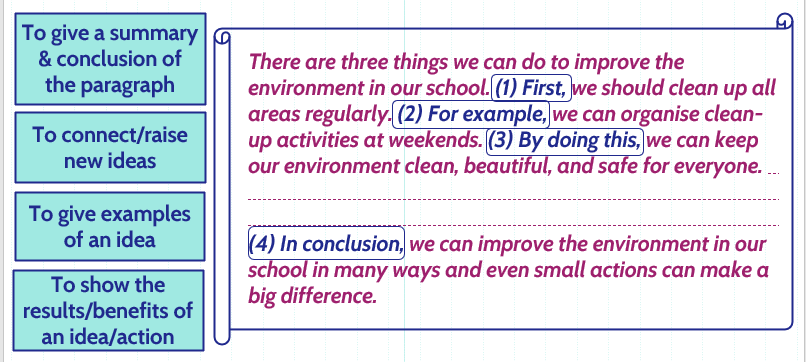 To give a summary
& conclusion of
the paragraph
To connect/raise
new ideas
To give examples
of an idea
To show the
results/benefits of
an idea/action
There are three things we can do to improve the
environment in our school. (1) First, we should clean up all
areas regularly. (2) For example, we can organise clean-
up activities at weekends. (3) By doing this, we can keep
our environment clean, beautiful, and safe for everyone.
(4) In conclusion, we can improve the environment in our
school in many ways and even small actions can make a
big difference.